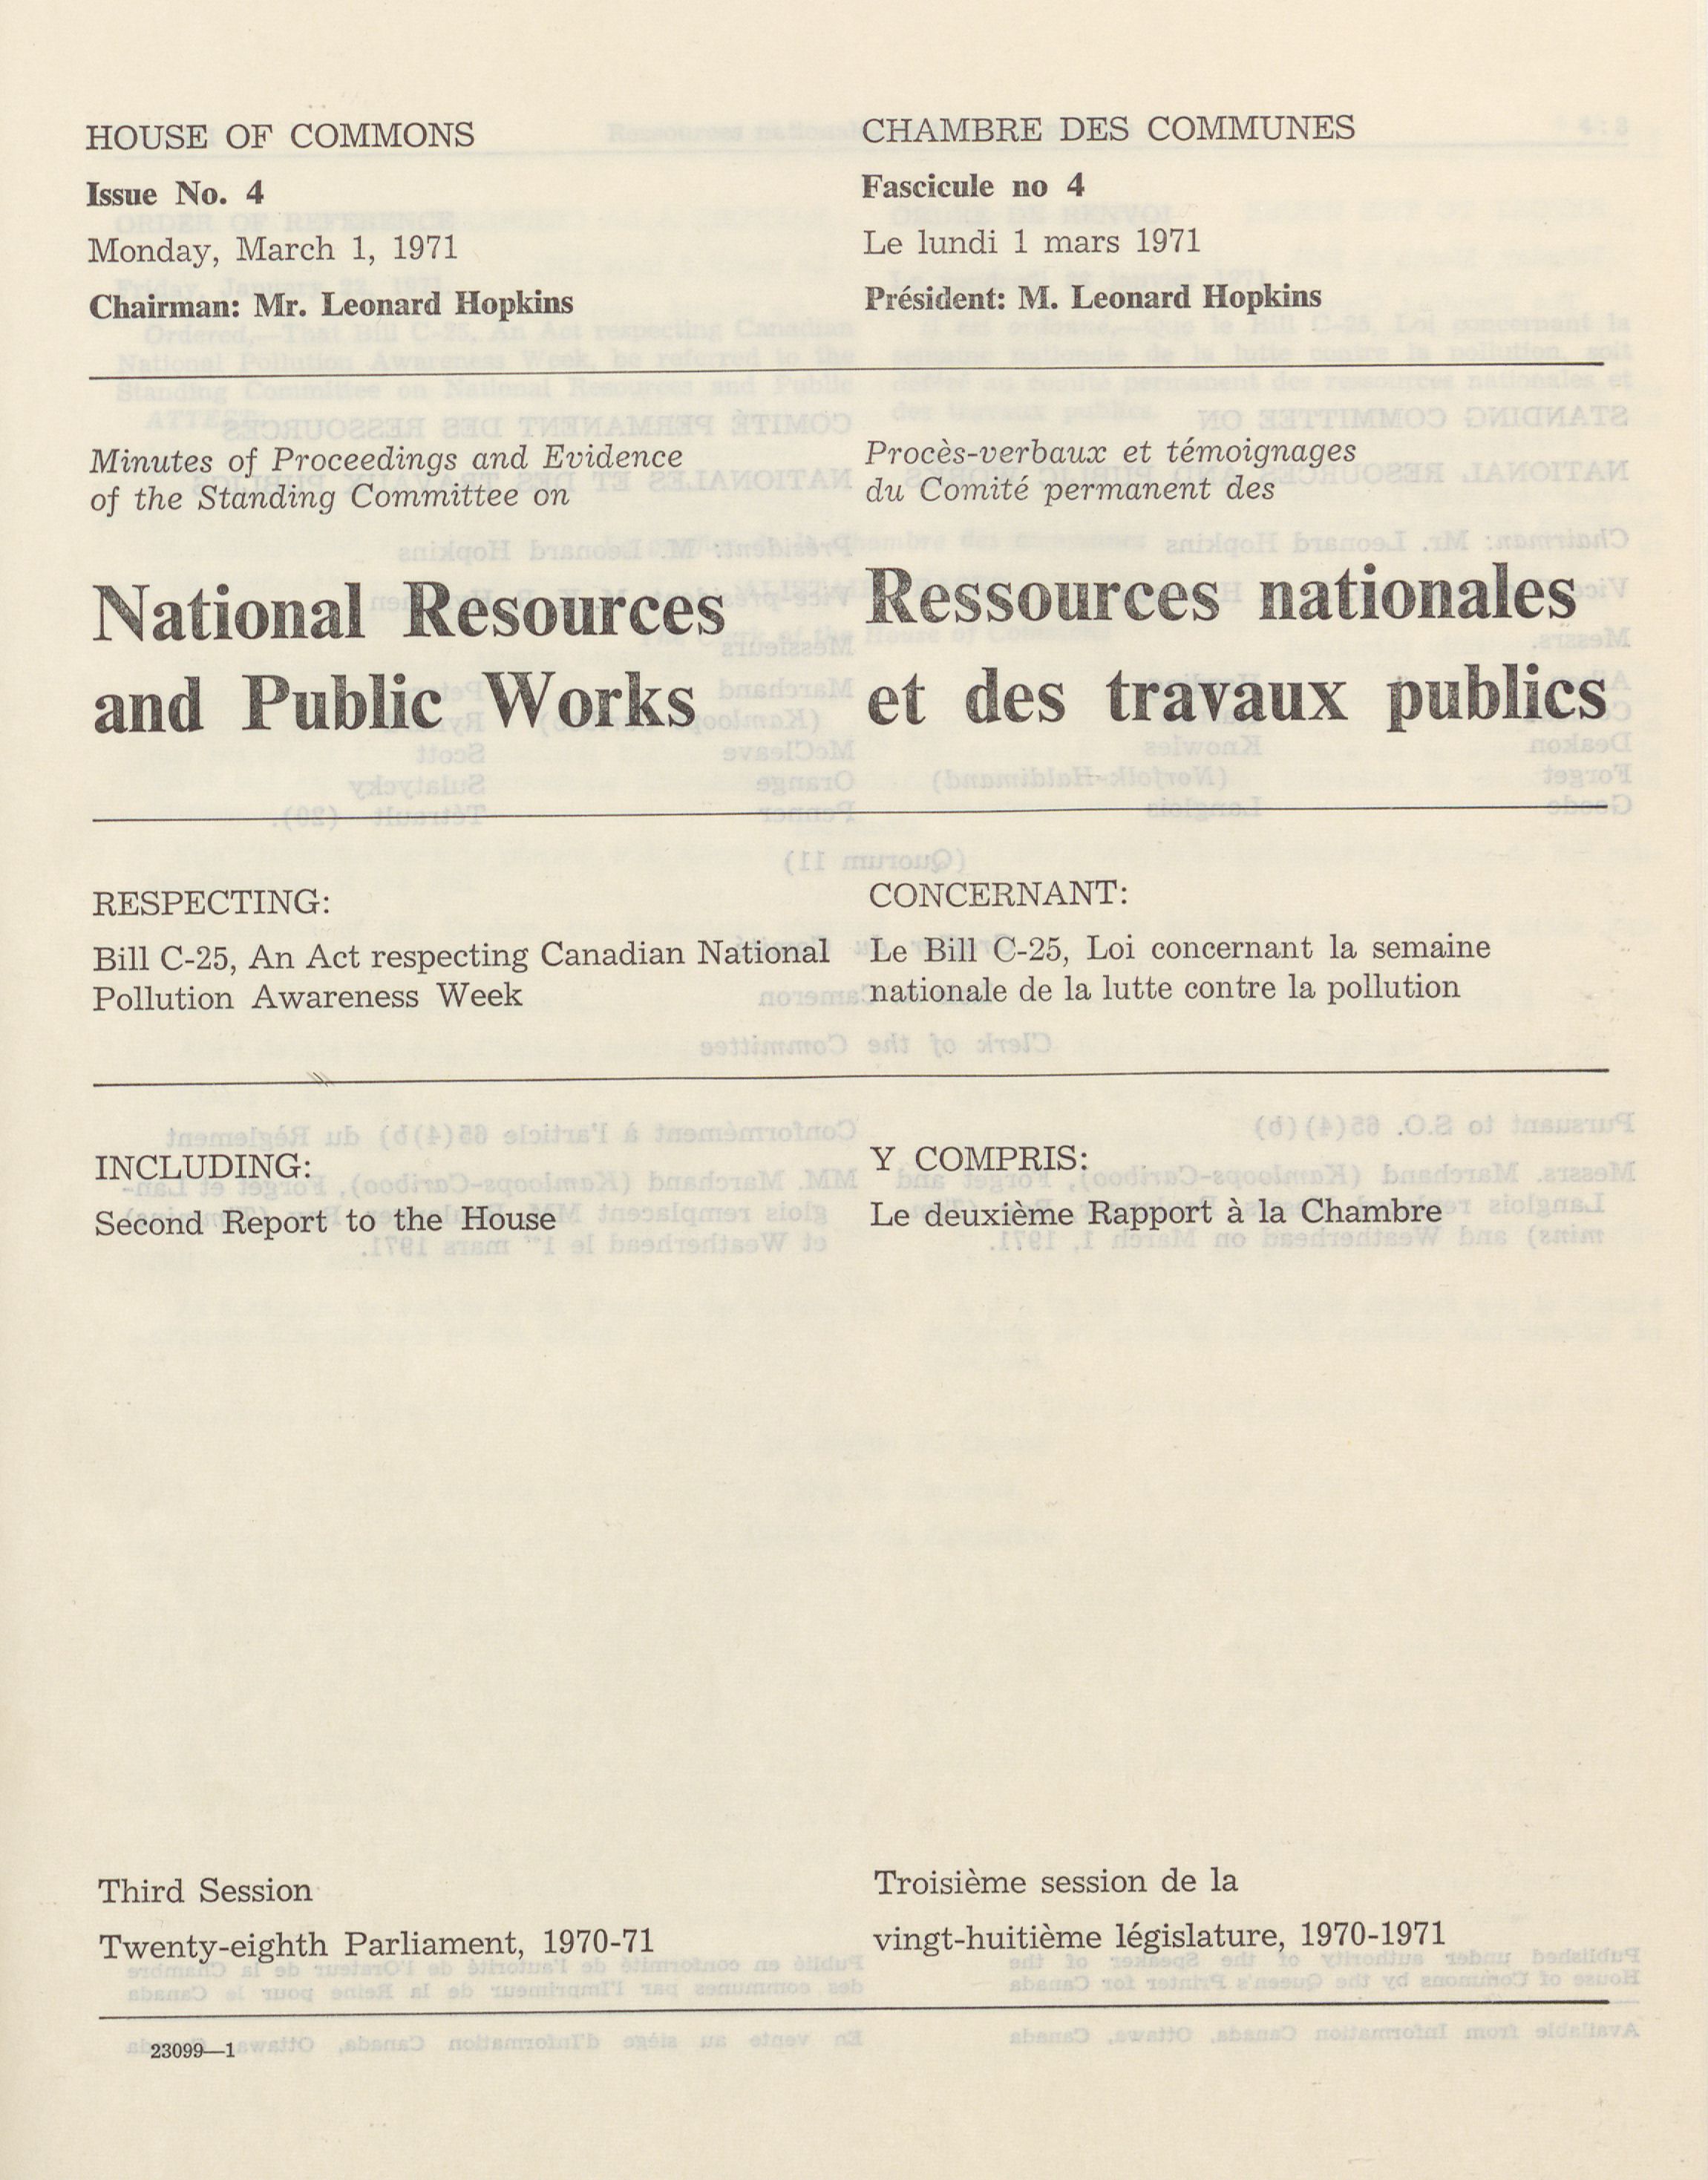 HOUSE OF COMMONS
Issue No. 4
Monday, March 1, 1971
Chairman: Mr. Leonard Hopkins
Minutes of Proceedings and Evidence
of the Standing Committee on
National Resources
and Public Works
RESPECTING:
Bill C-25, An Act respecting Canadian National
Pollution Awareness Week
INCLUDING:
Second Report to the House
Third Session
Twenty-eighth Parliament, 1970-71
23099—1
CHAMBRE DES COMMUNES
Fascicule no 4
Le lundi 1 mars 1971
Président: M. Leonard Hopkins
Procès-verbaux et témoignages
du Comité permanent des
Ressources nationales
et des travaux publics
CONCERNANT:
Le Bill C-25, Loi concernant la semaine
nationale de la lutte contre la pollution
Y COMPRIS:
Le deuxième Rapport à la Chambre
Troisième session de la
vingt-huitième législature, 1970-1971